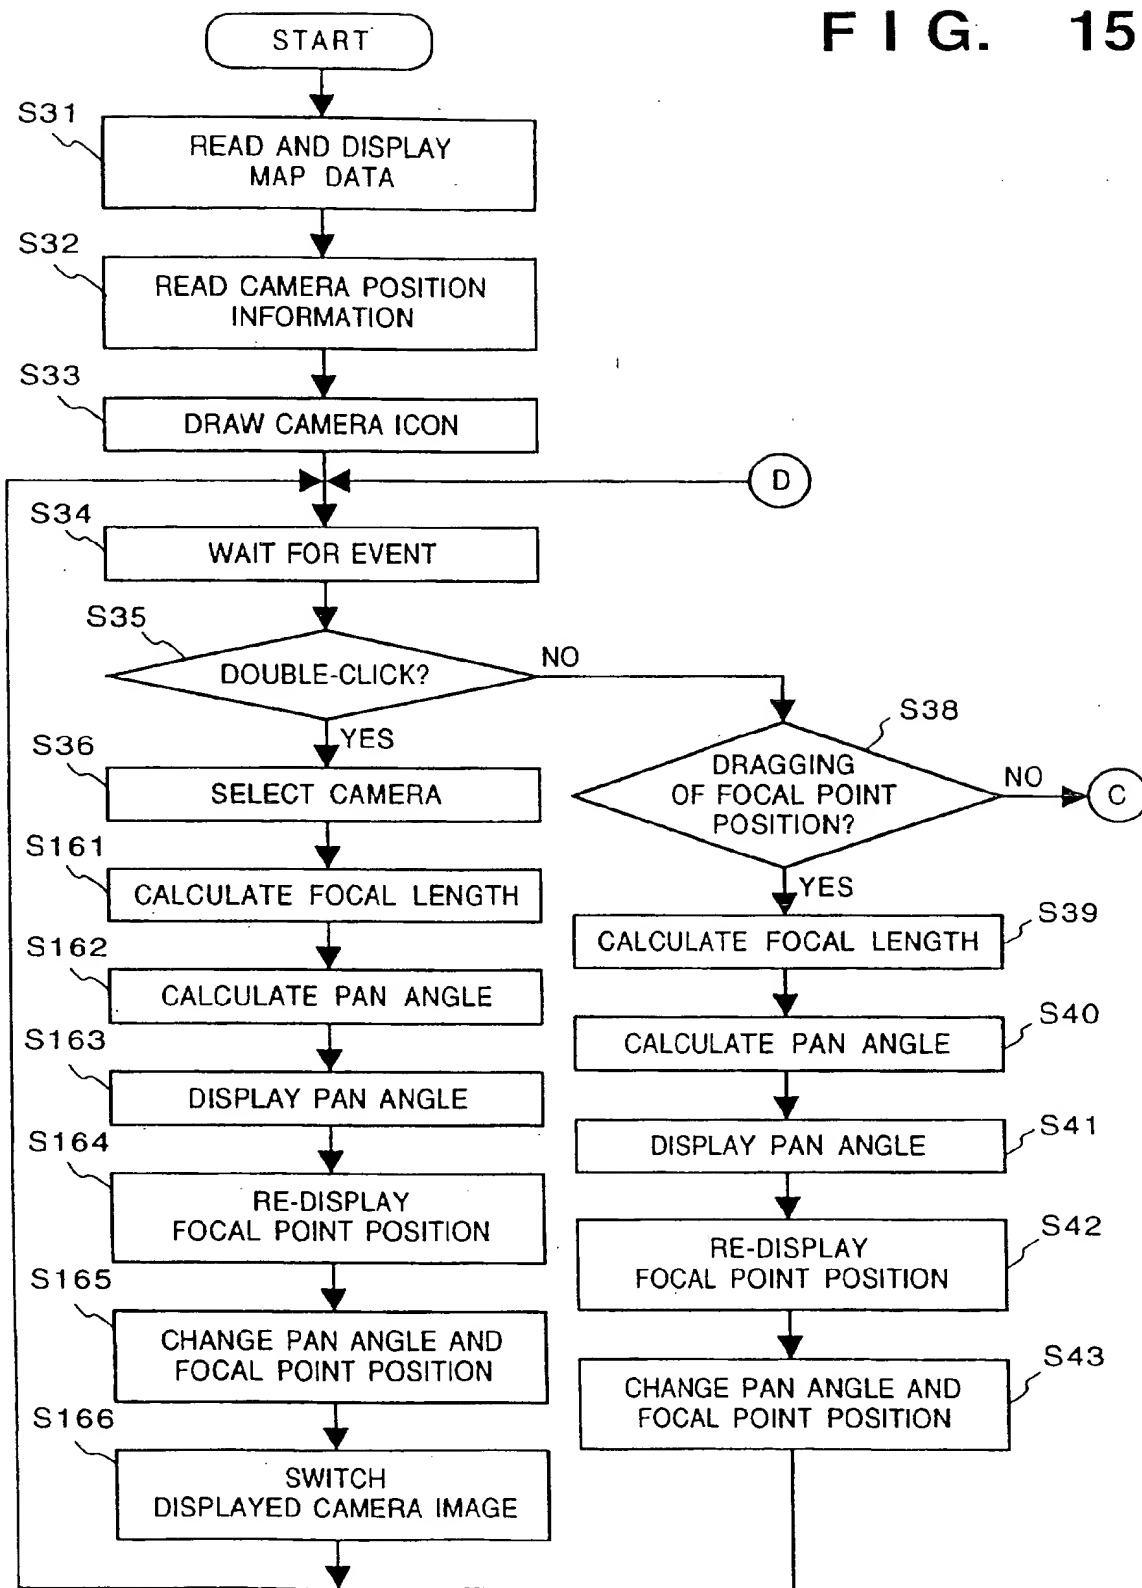 FIG. 15
START
S31
READ AND DISPLAY
MAP DATA
S32
READ CAMERA POSITION
INFORMATION
S33
DRAW CAMERA ICON
D
S34
WAIT FOR EVENT
S35
DOUBLE-CLICK?
NO
YES
S36
SELECT CAMERA
S38
DRAGGING
OF FOCAL POINT
POSITION?
NO
C
YES
S161
CALCULATE FOCAL LENGTH
S39
CALCULATE FOCAL LENGTH
S162
CALCULATE PAN ANGLE
S40
CALCULATE PAN ANGLE
S163
DISPLAY PAN ANGLE
S41
DISPLAY PAN ANGLE
S164
RE-DISPLAY
FOCAL POINT POSITION
S42
RE-DISPLAY
FOCAL POINT POSITION
S165
CHANGE PAN ANGLE AND
FOCAL POINT POSITION
S43
CHANGE PAN ANGLE AND
FOCAL POINT POSITION
S166
SWITCH
DISPLAYED CAMERA IMAGE